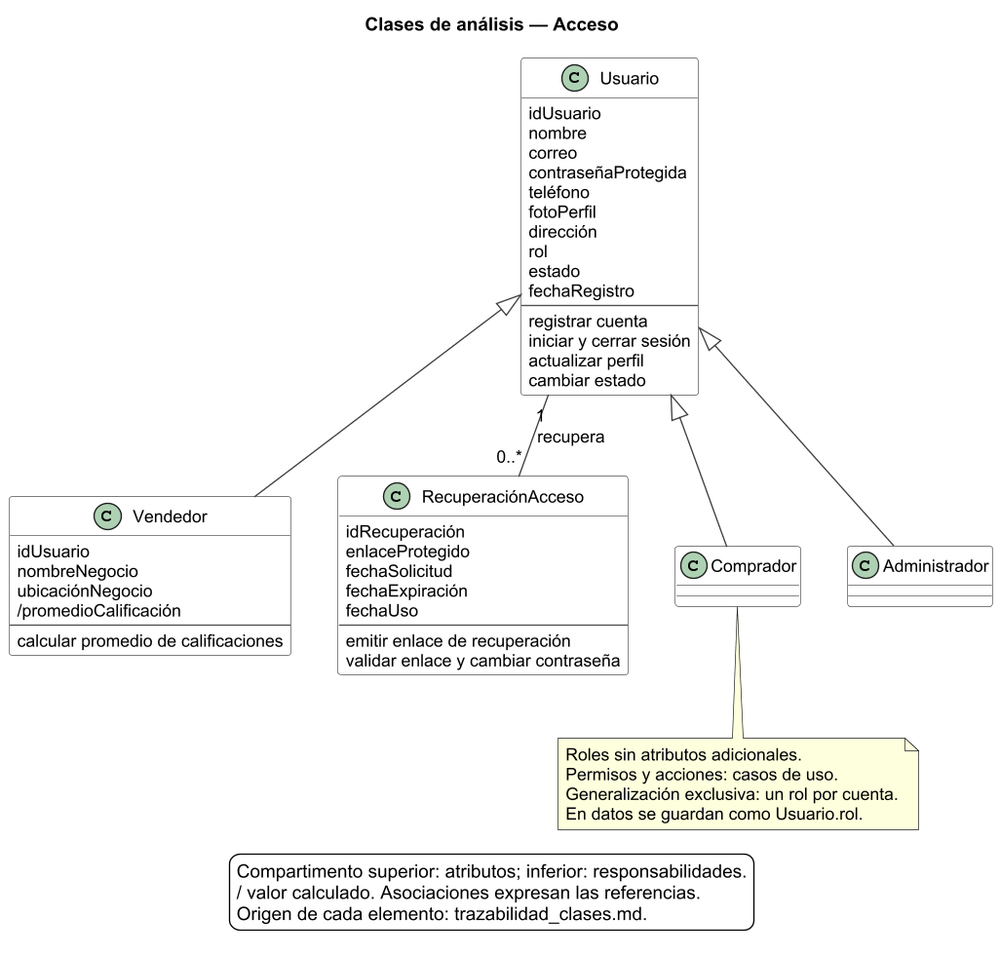 Clases de análisis — Acceso
C Usuario
idUsuario
nombre
correo
contraseñaProtegida
teléfono
fotoPerfil
dirección
rol
estado
fechaRegistro
registrar cuenta
iniciar y cerrar sesión
actualizar perfil
cambiar estado
1
recupera
0..*
C Vendedor
idUsuario
nombreNegocio
ubicaciónNegocio
/promedioCalificación
calcular promedio de calificaciones
C RecuperaciónAcceso
idRecuperación
enlaceProtegido
fechaSolicitud
fechaExpiración
fechaUso
emitir enlace de recuperación
validar enlace y cambiar contraseña
C Comprador
C Administrador
Roles sin atributos adicionales.
Permisos y acciones: casos de uso.
Generalización exclusiva: un rol por cuenta.
En datos se guardan como Usuario.rol.
Compartimento superior: atributos; inferior: responsabilidades.
/ valor calculado. Asociaciones expresan las referencias.
Origen de cada elemento: trazabilidad_clases.md.